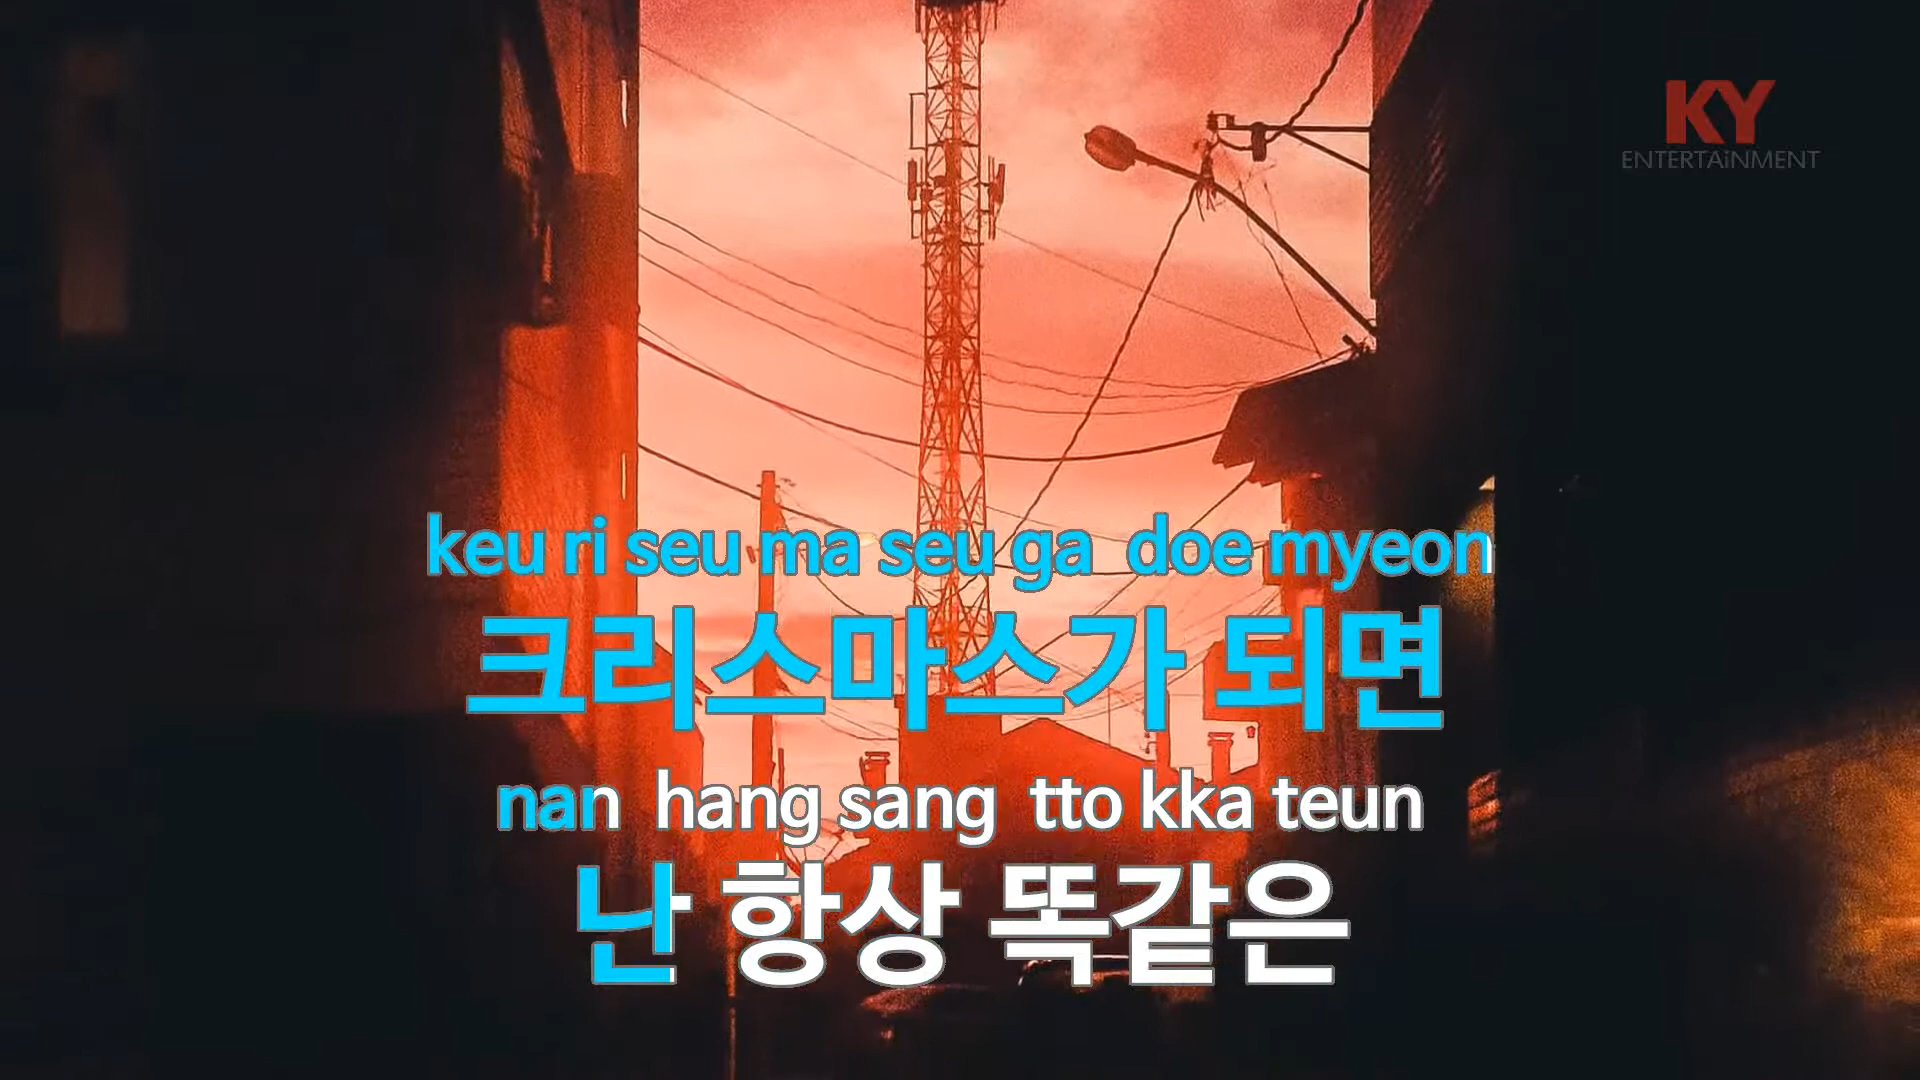 KY
ENTERTAiNMENT
keu ri seu ma seu ga doe myeon
크리스마스가 되면
nan hang sang tto kka teun
난 항상 똑같은